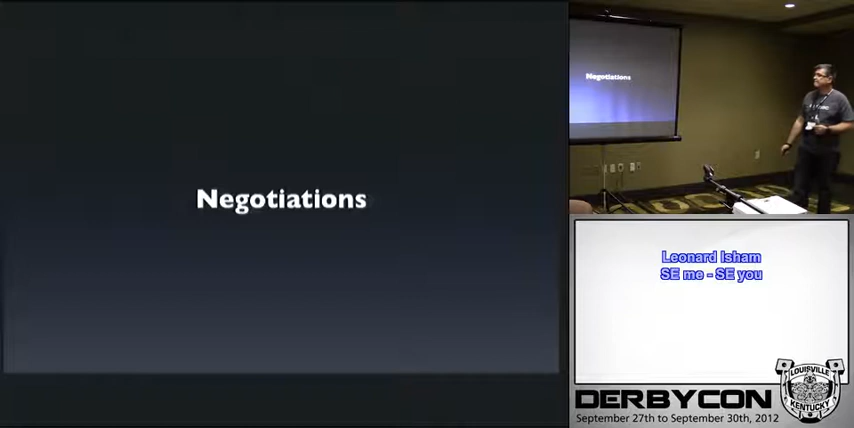 Negotiations
Negotiations
Leonard Isham
SE me - SE you
LOUISVILLE
KENTUCKY
DERBYCON
September 27th to September 30th, 2012